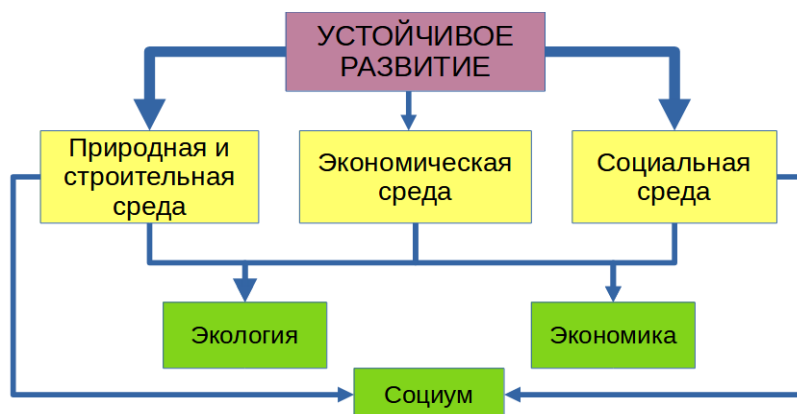 УСТОЙЧИВОЕ
РАЗВИТИЕ
Природная и
строительная
среда
Экономическая
среда
Социальная
среда
Экология
Экономика
Социум